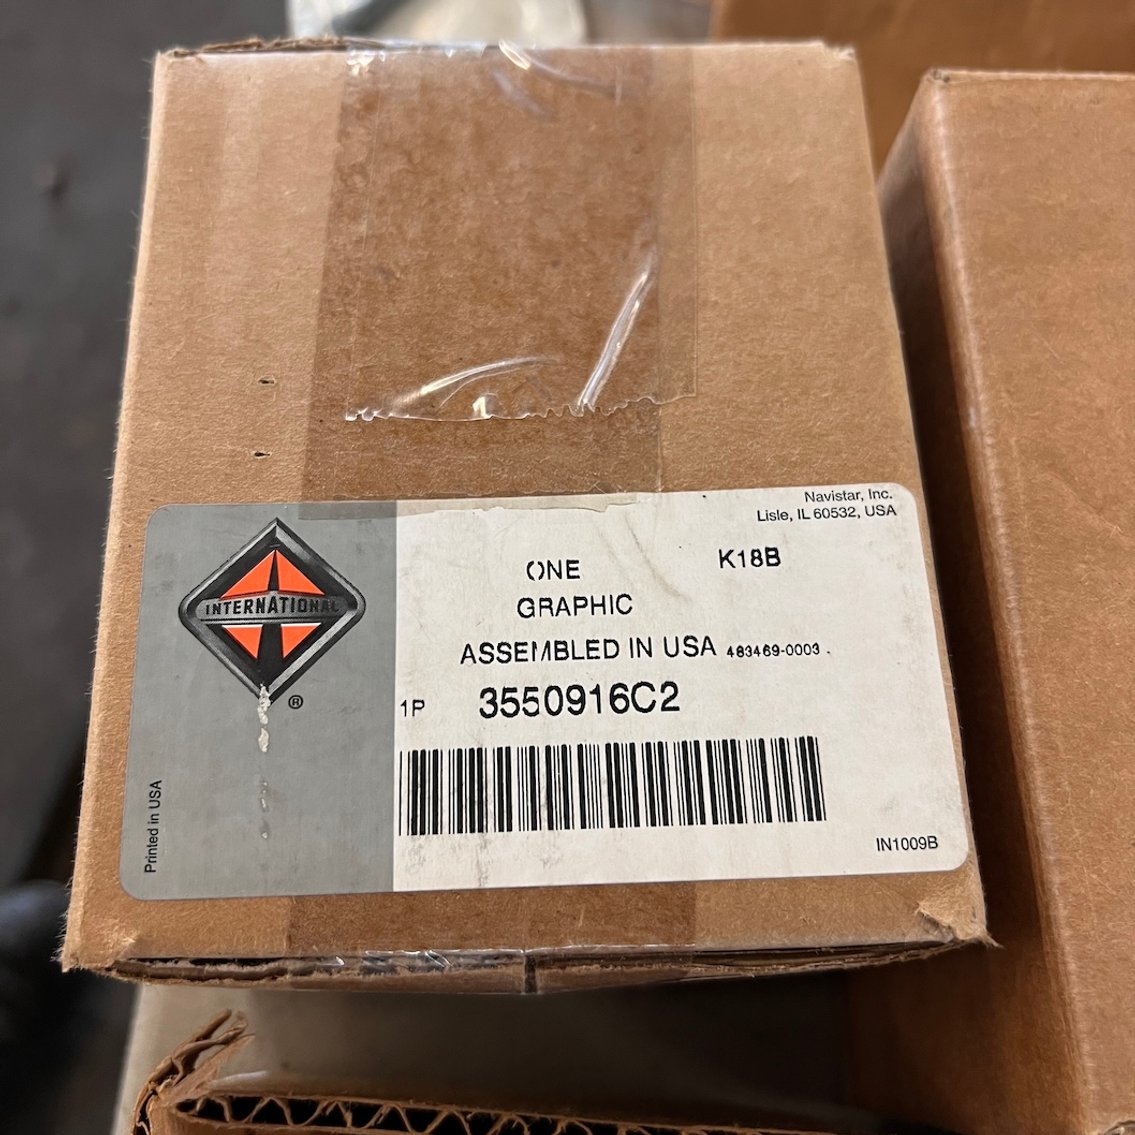 Navistar, Inc.
Lisle, IL 60532, USA
ONE K18B
GRAPHIC
INTERNATIONAL
®
ASSEMBLED IN USA 483469-0003
1P 3550916C2
Printed in USA
IN1009B